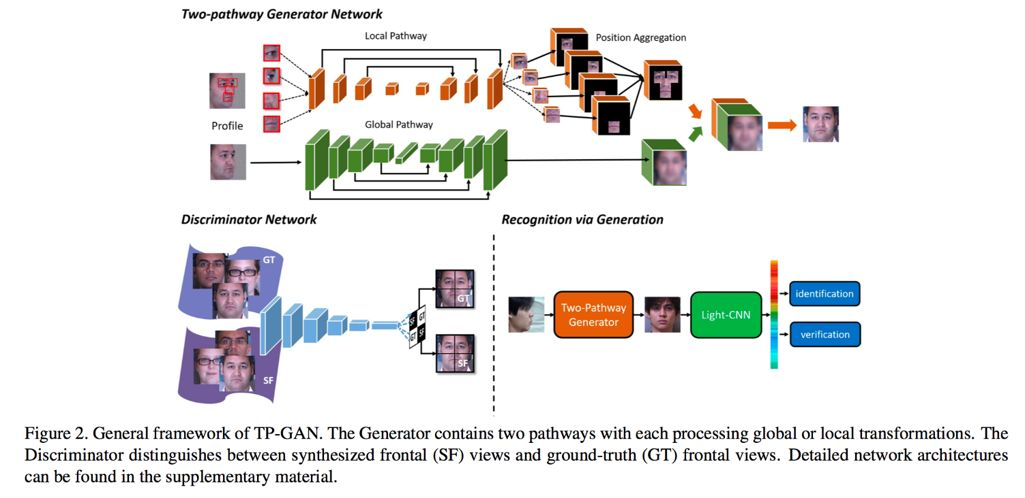 Two-pathway Generator Network
Local Pathway
Position Aggregation
Profile
Global Pathway
Discriminator Network
GT
SF
SF
GT
GT
SF
GT
SF
Recognition via Generation
Two-Pathway
Generator
Light-CNN
identification
verification
Figure 2. General framework of TP-GAN. The Generator contains two pathways with each processing global or local transformations. The
Discriminator distinguishes between synthesized frontal (SF) views and ground-truth (GT) frontal views. Detailed network architectures
can be found in the supplementary material.